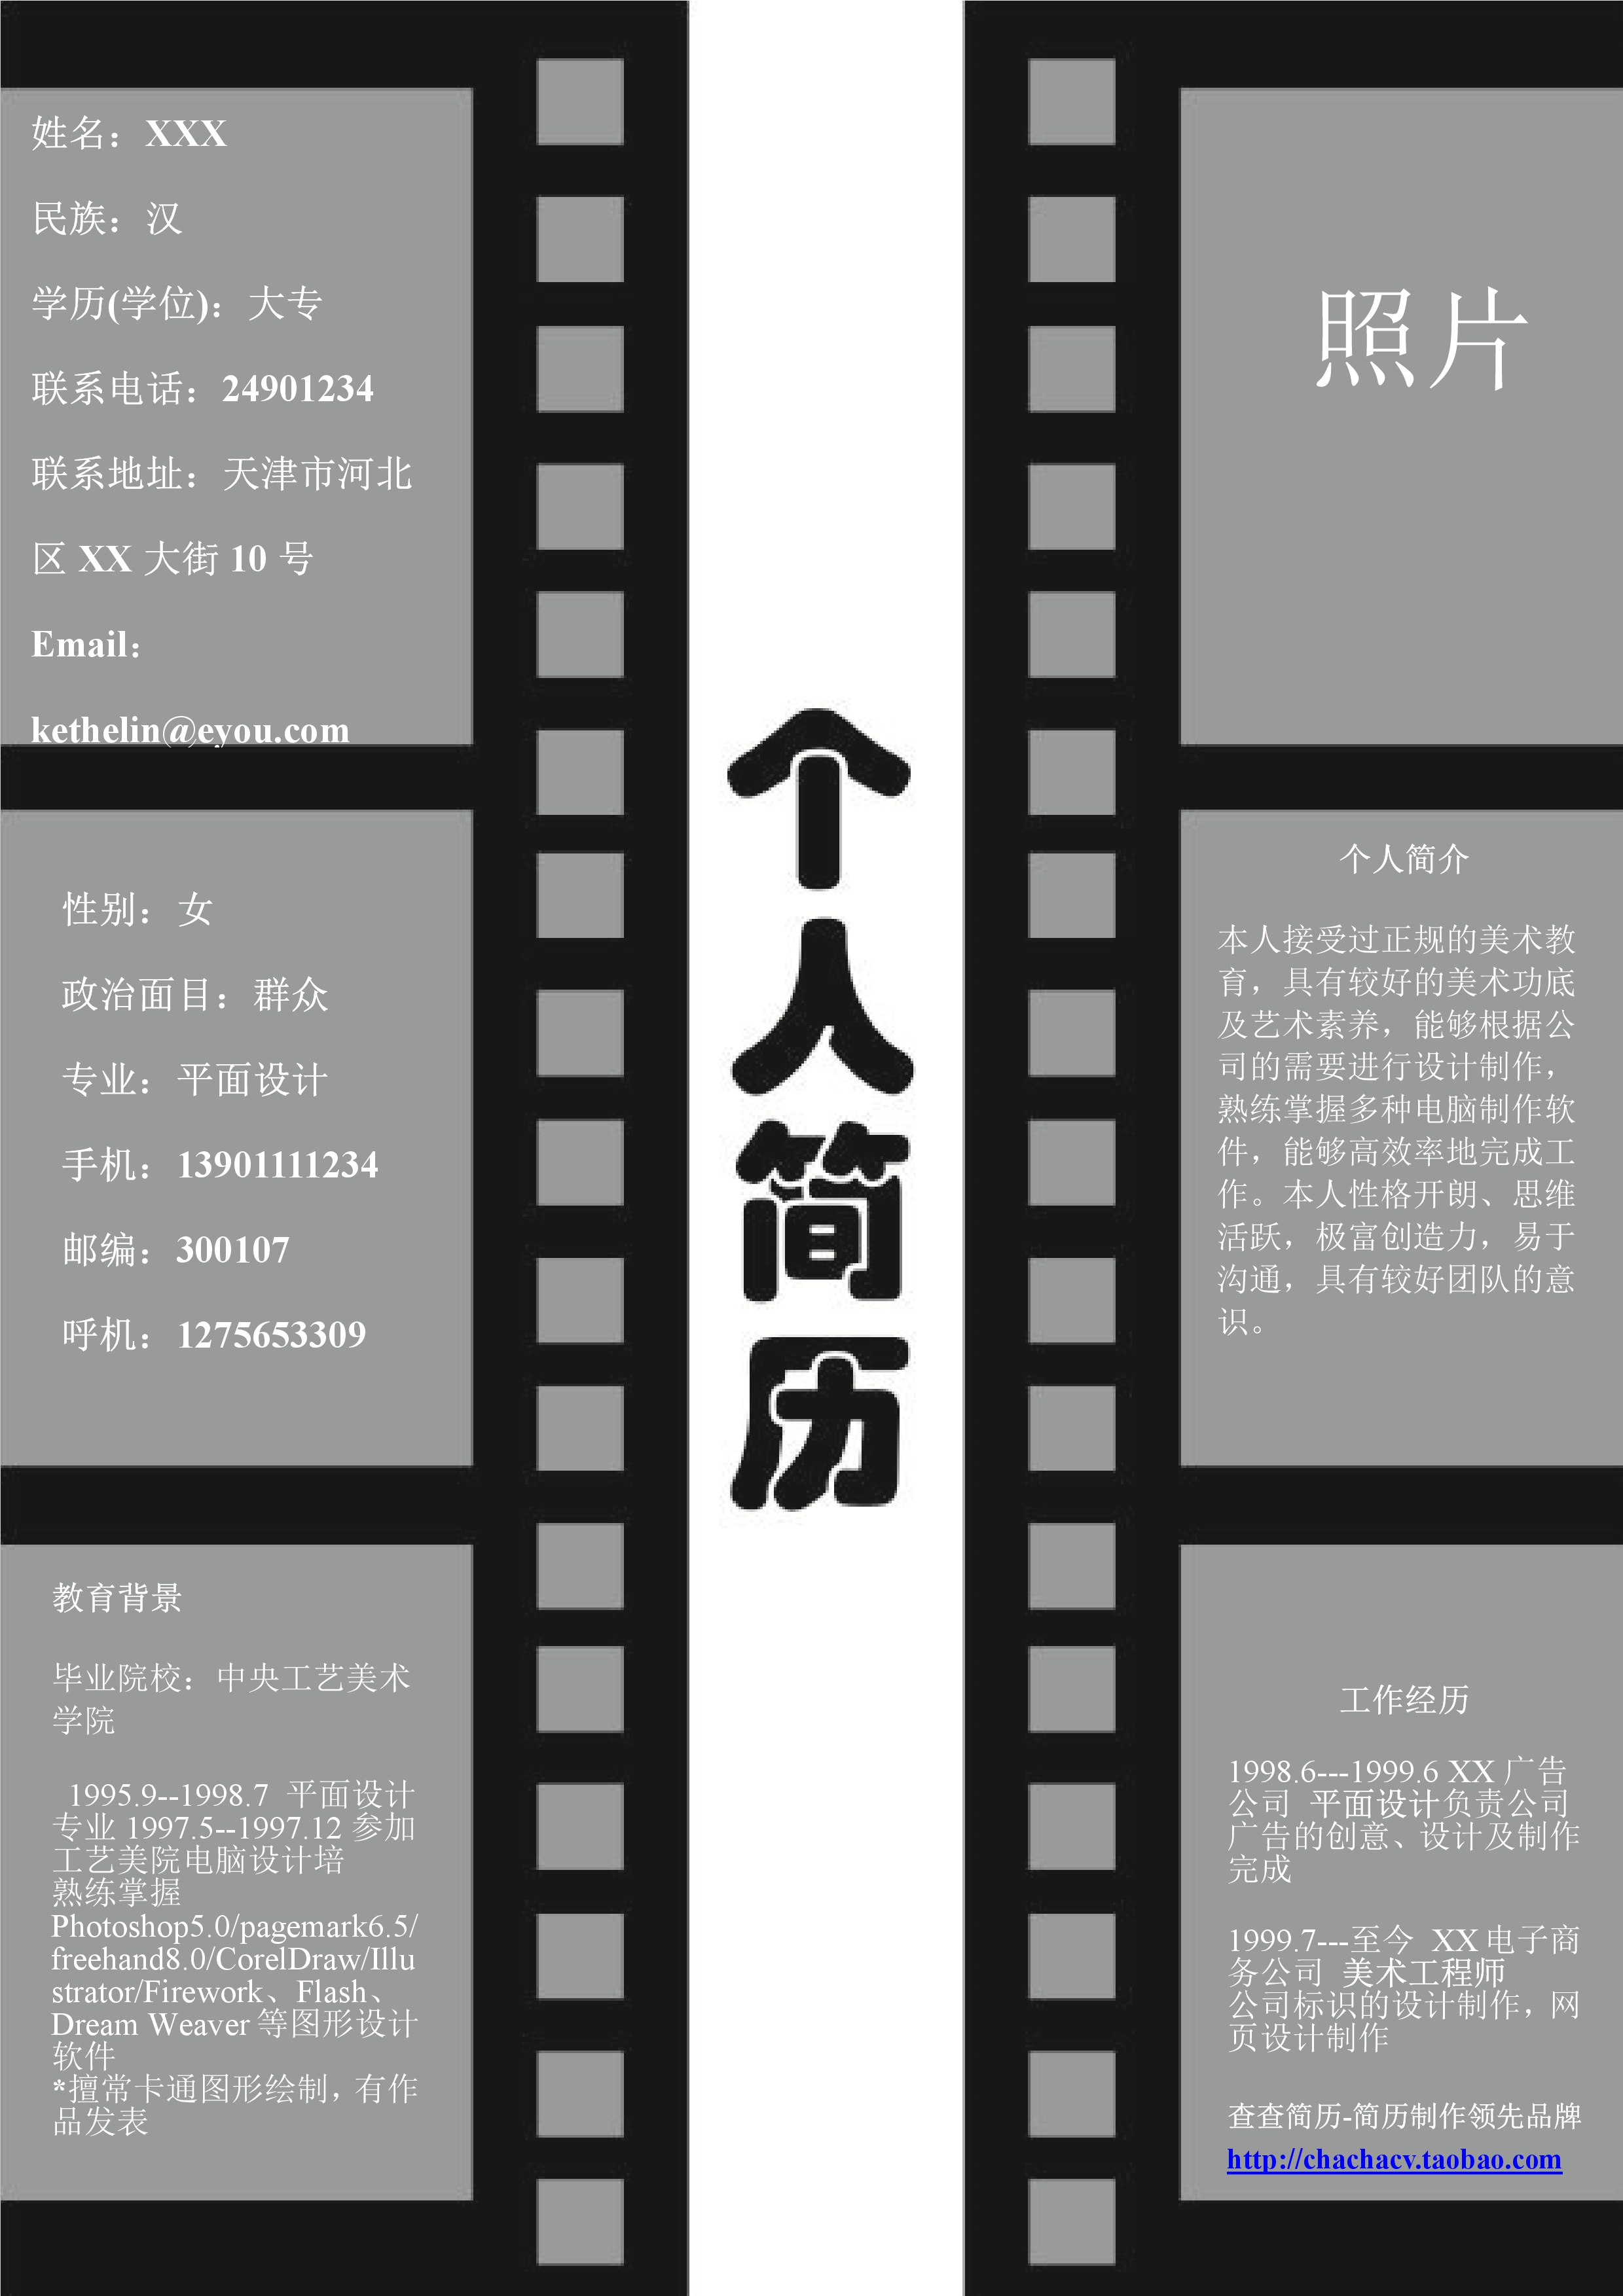 姓名：XXX
民族：汉
学历(学位)：大专
联系电话：24901234
联系地址：天津市河北
区 XX 大街 10 号
Email：
kethelin@eyou.com
性别：女
政治面目：群众
专业：平面设计
手机：13901111234
邮编：300107
呼机：1275653309
教育背景
毕业院校：中央工艺美术
学院
1995.9--1998.7 平面设计
专业 1997.5--1997.12 参加
工艺美院电脑设计培
熟练掌握
Photoshop5.0/pagemark6.5/
freehand8.0/CorelDraw/Illu
strator/Firework、Flash、
Dream Weaver 等图形设计
软件
*擅常卡通图形绘制，有作
品发表
个
人
简
历
照片
个人简介
本人接受过正规的美术教
育，具有较好的美术功底
及艺术素养，能够根据公
司的需要进行设计制作，
熟练掌握多种电脑制作软
件，能够高效率地完成工
作。本人性格开朗、思维
活跃，极富创造力，易于
沟通，具有较好团队的意
识。
工作经历
1998.6---1999.6 XX 广告
公司 平面设计负责公司
广告的创意、设计及制作
完成
1999.7---至今 XX 电子商
务公司 美术工程师
公司标识的设计制作，网
页设计制作
查查简历-简历制作领先品牌
http://chachacv.taobao.com